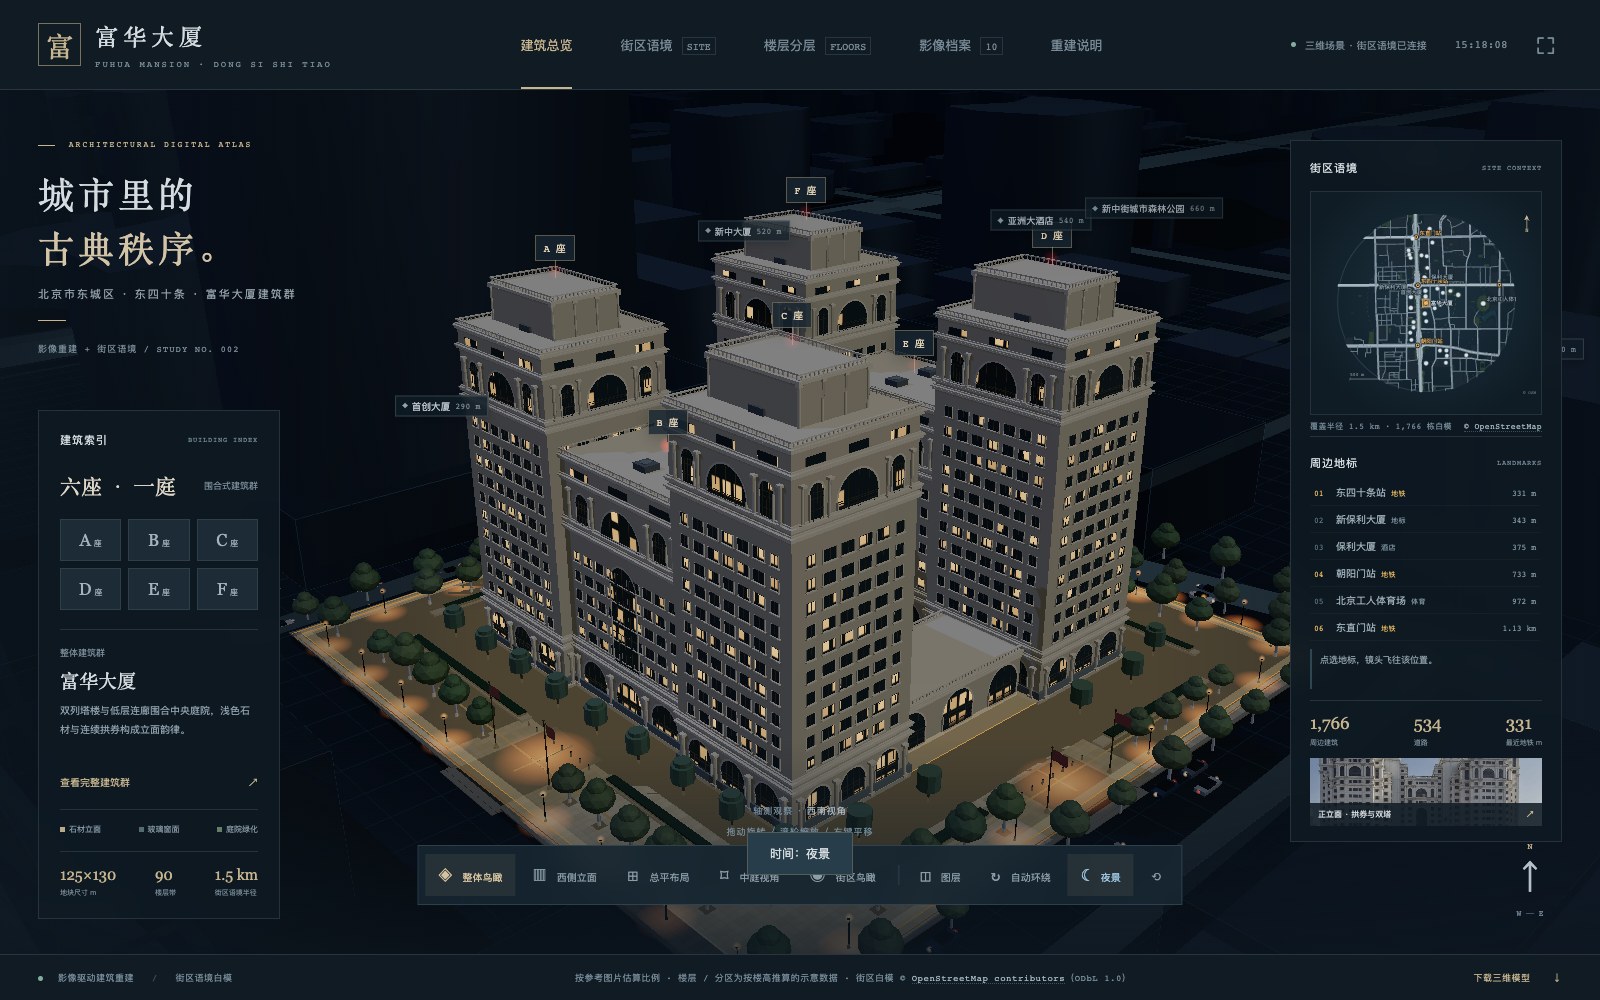 富
富华大厦
FUHUA MANSION · DONG SI SHI TIAO
建筑总览
街区语境 SITE
楼层分层 FLOORS
影像档案 10
重建说明
三维场景 · 街区语境已连接
15:18:08
ARCHITECTURAL DIGITAL ATLAS
城市里的
古典秩序。
北京市东城区 · 东四十条 · 富华大厦建筑群
影像重建 + 街区语境 / STUDY NO. 002
建筑索引
BUILDING INDEX
六座 · 一庭
围合式建筑群
A座
B座
C座
D座
E座
F座
整体建筑群
富华大厦
双列塔楼与低层连廊围合中央庭院，浅色石
材与连续拱券构成立面韵律。
查看完整建筑群 ↗
石材立面
玻璃窗面
庭院绿化
125×130
地块尺寸 m
90
楼层带
1.5 km
街区语境半径
F 座
A 座
新中大厦 520 m
亚洲大酒店 540 m
新中街城市森林公园 660 m
D 座
C 座
E 座
首创大厦 290 m
B 座
0 m
轴测观察 · 西南视角
时间: 夜景
整体鸟瞰
西侧立面
总平布局
中庭视角
街区鸟瞰
图层
自动环绕
夜景
街区语境
SITE CONTEXT
富华大厦
覆盖半径 1.5 km · 1,766 栋白模
© OpenStreetMap
周边地标
LANDMARKS
01 东四十条站 地铁 331 m
02 新保利大厦 地标 343 m
03 保利大厦 酒店 375 m
04 朝阳门站 地铁 733 m
05 北京工人体育场 体育 972 m
06 东直门站 地铁 1.13 km
点选地标，镜头飞往该位置。
1,766
周边建筑
534
道路
331
最近地铁 m
正立面 · 拱券与双塔 ↗
N
W — E
影像驱动建筑重建 / 街区语境白模
按参考图片估算比例 · 楼层 / 分区为按楼高推算的示意数据 · 街区白模 © OpenStreetMap contributors (ODbL 1.0)
下载三维模型 ↓